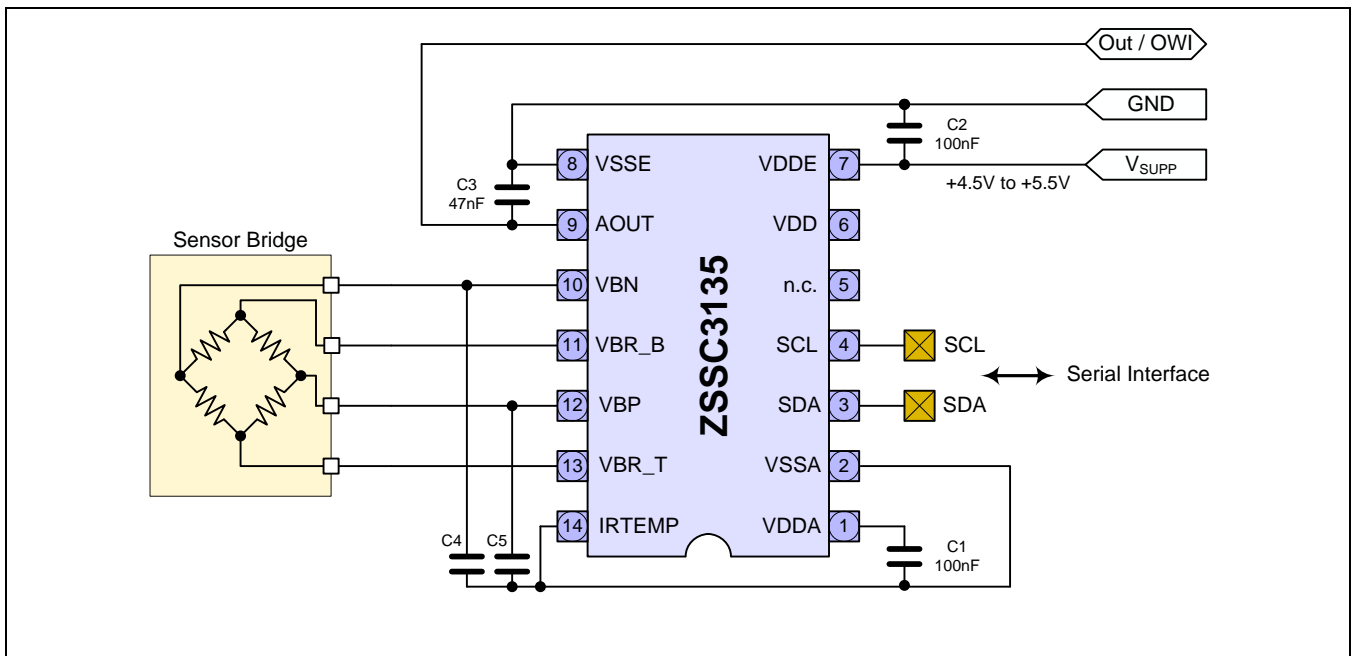 Out / OWI
GND
C2
100nF
VSUPP
+4.5V to +5.5V
C3
47nF
Sensor Bridge
8 VSSE
VDDE 7
9 AOUT
VDD 6
10 VBN
n.c. 5
11 VBR_B
SCL 4
SCL
12 VBP
SDA 3
SDA
Serial Interface
13 VBR_T
VSSA 2
14 IRTEMP
VDDA 1
ZSSC3135
C4
C5
C1
100nF